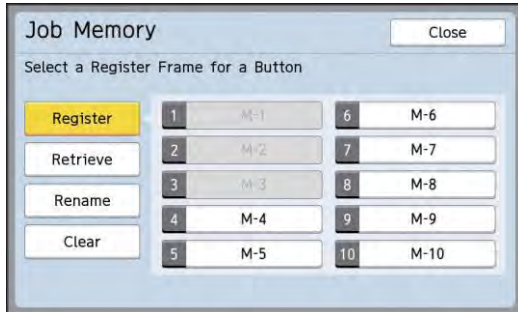 Job Memory
Close
Select a Register Frame for a Button
Register
Retrieve
Rename
Clear
1 M-1
2 M-2
3 M-3
4 M-4
5 M-5
6 M-6
7 M-7
8 M-8
9 M-9
10 M-10